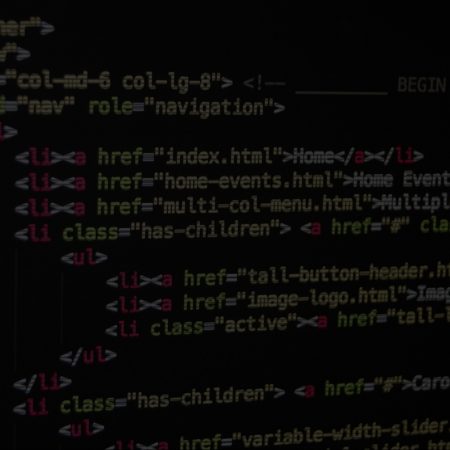 ="col-md-6 col-lg-8"> <!-- __________ BEGIN
="nav" role="navigation">
<li><a href="index.html">Home</a></li>
<li><a href="home-events.html">Home Event
<li><a href="multi-col-menu.html">Multipl
<li class="has-children"> <a href="#" cla
<ul>
<li><a href="tall-button-header.ht
<li><a href="image-logo.html">Imag
<li class="active"><a href="tall-l
</ul>
</li>
<li class="has-children"> <a href="#">Caro
<ul>
<li><a href="variable-width-slider.